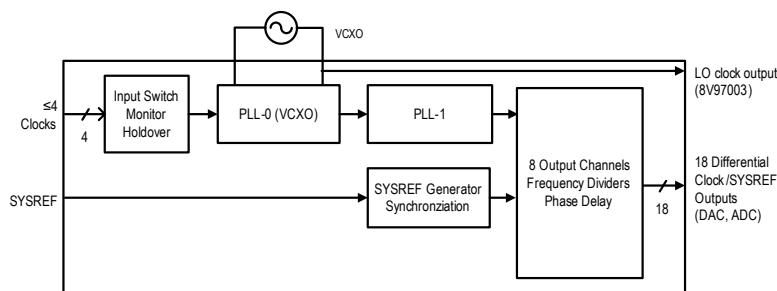 VCXO
LO clock output
(8V97003)
≤4
Clocks
4
Input Switch
Monitor
Holdover
PLL-0 (VCXO)
PLL-1
8 Output Channels
Frequency Dividers
Phase Delay
18 Differential
Clock/SYSREF
Outputs
(DAC, ADC)
18
SYSREF
SYSREF Generator
Synchronziation